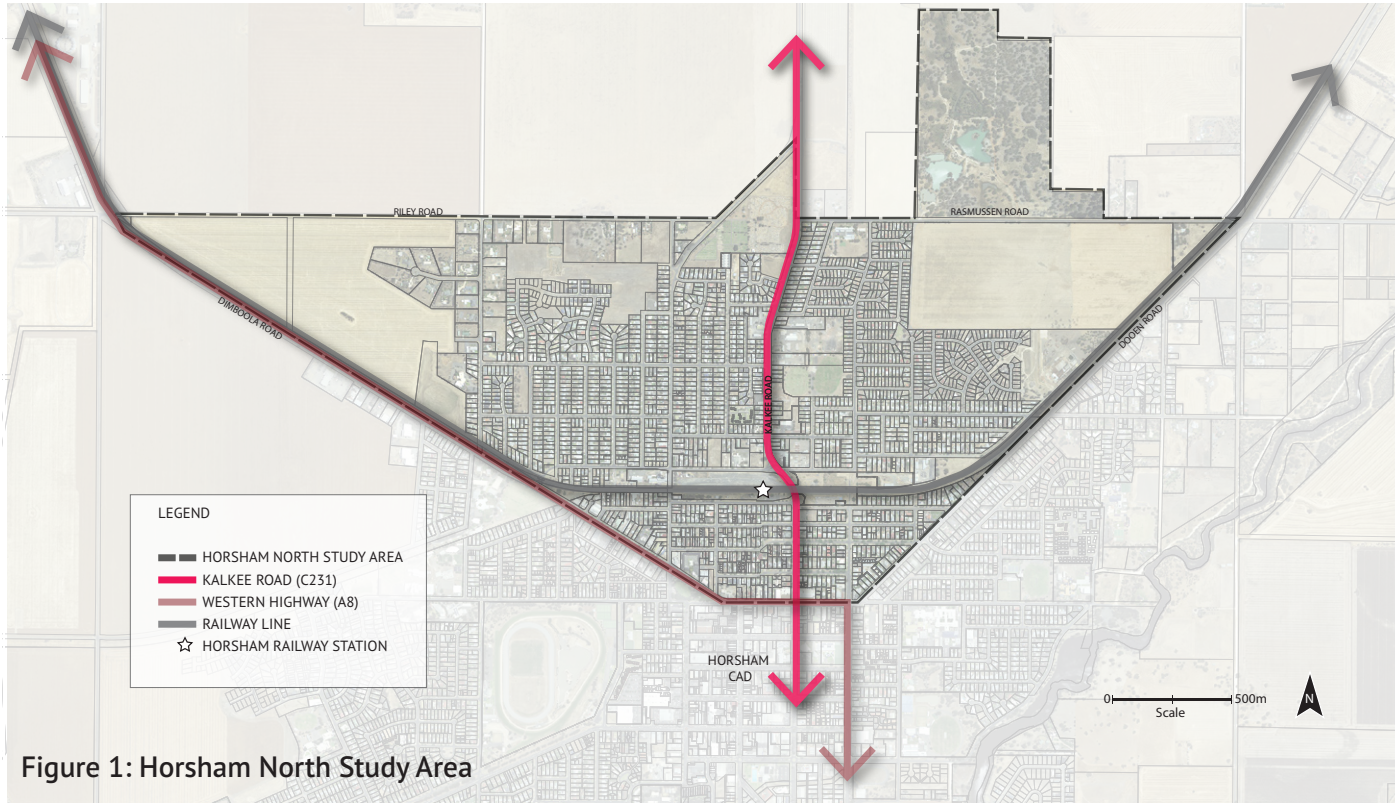 RILEY ROAD
RASMUSSEN ROAD
DIMBOOLA ROAD
DOOEN ROAD
KALKEE ROAD
LEGEND
HORSHAM NORTH STUDY AREA
KALKEE ROAD (C231)
WESTERN HIGHWAY (A8)
RAILWAY LINE
HORSHAM RAILWAY STATION
HORSHAM
CAD
0 500m
Scale
N
Figure 1: Horsham North Study Area